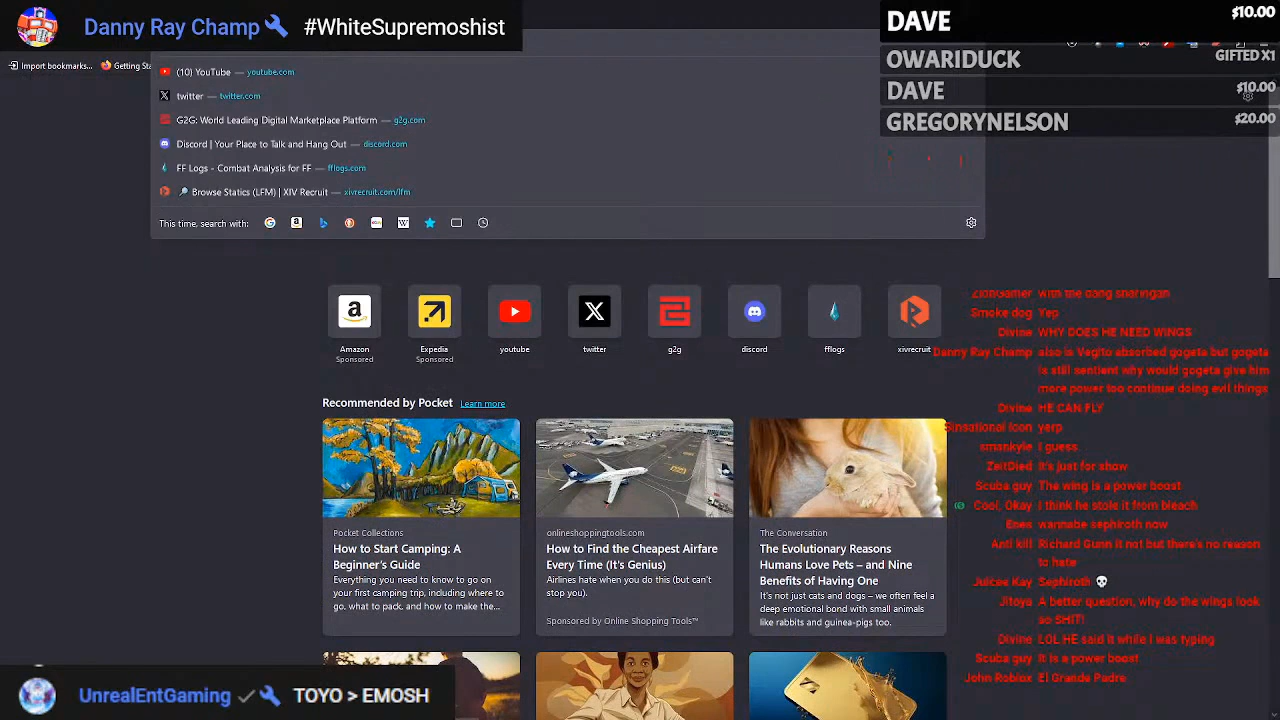 Danny Ray Champ #WhiteSupremoshist
DAVE $10.00
OWARIDUCK GIFTED X1
DAVE $10.00
GREGORYNELSON $20.00
Import bookmarks... Getting Sta
(10) YouTube — youtube.com
twitter — twitter.com
G2G: World Leading Digital Marketplace Platform — g2g.com
Discord | Your Place to Talk and Hang Out — discord.com
FF Logs - Combat Analysis for FF — fflogs.com
Browse Statics (LFM) | XIV Recruit — xivrecruit.com/lfm
This time, search with:
Amazon
Sponsored
Expedia
Sponsored
youtube
twitter
g2g
discord
fflogs
xivrecruit
Recommended by Pocket Learn more
Pocket Collections
How to Start Camping: A
Beginner's Guide
Everything you need to know to go on
your first camping trip, including where to
go, what to pack, and how to make the...
onlineshoppingtools.com
How to Find the Cheapest Airfare
Every Time (It's Genius)
Airlines hate when you do this (but can't
stop you).
Sponsored by Online Shopping Tools™
The Conversation
The Evolutionary Reasons
Humans Love Pets – and Nine
Benefits of Having One
It's not just cats and dogs – we often feel a
deep emotional bond with small animals
like rabbits and guinea-pigs too.
ZionGamer with the dang sharingan
Smoke dog Yep
Divine WHY DOES HE NEED WINGS
Danny Ray Champ also is Vegito absorbed gogeta but gogeta
is still sentient why would gogeta give him
more power too continue doing evil things
Divine HE CAN FLY
Sinsational Icon yerp
smankyle I guess
ZeitDied It's just for show
Scuba guy The wing is a power boost
Cool, Okay I think he stole it from bleach
Enes wannabe sephiroth now
Anti kill Richard Gunn it not but there's no reason
to hate
Juicee Kay Sephiroth 💀
Jitoya A better question, why do the wings look
so SHIT!
Divine LOL HE said it while I was typing
Scuba guy It is a power boost
John Roblox El Grande Padre
UnrealEntGaming TOYO > EMOSH